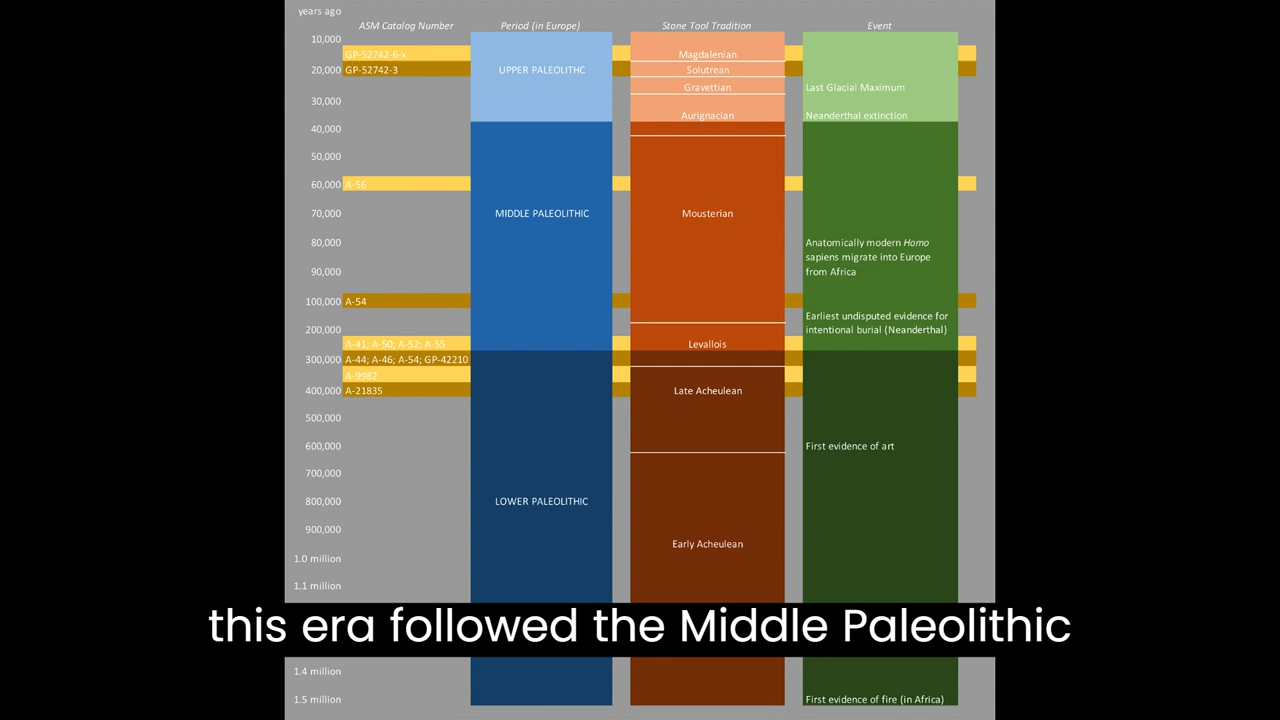 years ago
ASM Catalog Number Period (in Europe) Stone Tool Tradition Event
10,000
GP-52742-6-x Magdalenian
20,000 GP-52742-3 UPPER PALEOLITHC Solutrean
Gravettian Last Glacial Maximum
30,000
Aurignacian Neanderthal extinction
40,000
50,000
60,000 A-56
70,000 MIDDLE PALEOLITHIC Mousterian
80,000 Anatomically modern Homo
sapiens migrate into Europe
90,000 from Africa
100,000 A-54
Earliest undisputed evidence for
200,000 intentional burial (Neanderthal)
A-41; A-50; A-52; A-55 Levallois
300,000 A-44; A-46; A-54; GP-42210
A-9982
400,000 A-21835 Late Acheulean
500,000
600,000 First evidence of art
700,000
800,000 LOWER PALEOLITHIC
900,000
Early Acheulean
1.0 million
1.1 million
this era followed the Middle Paleolithic
1.4 million
1.5 million First evidence of fire (in Africa)